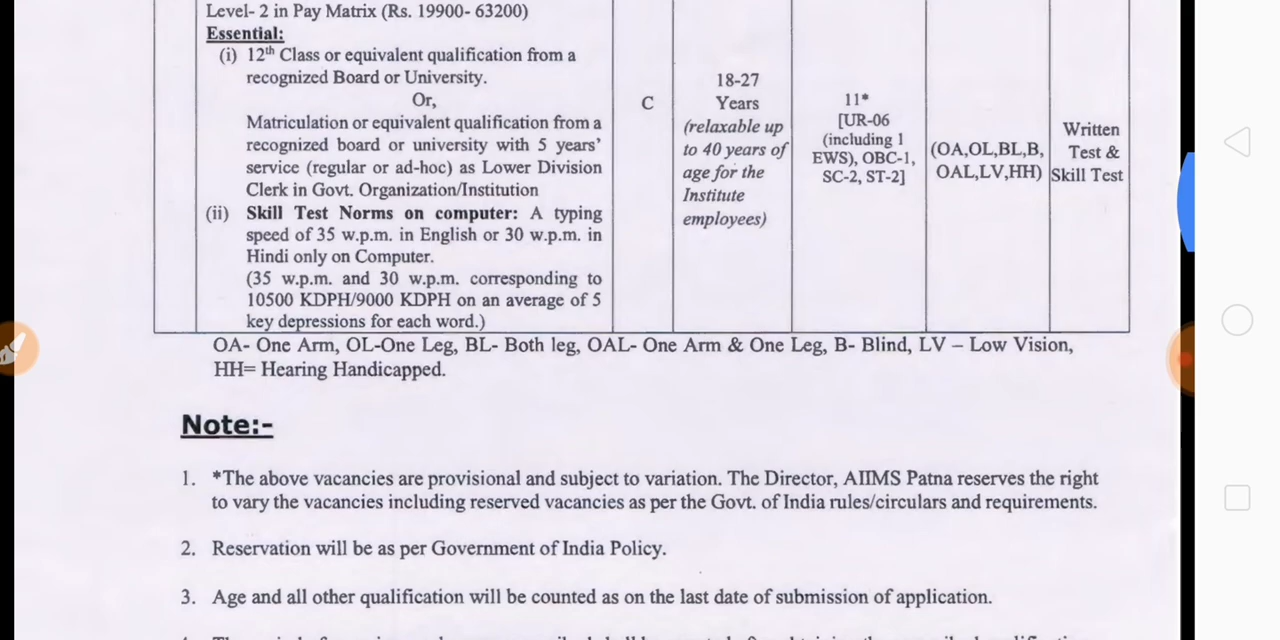 Level- 2 in Pay Matrix (Rs. 19900- 63200)
Essential:
(i) 12th Class or equivalent qualification from a
recognized Board or University.
Or,
Matriculation or equivalent qualification from a
recognized board or university with 5 years'
service (regular or ad-hoc) as Lower Division
Clerk in Govt. Organization/Institution
(ii) Skill Test Norms on computer: A typing
speed of 35 w.p.m. in English or 30 w.p.m. in
Hindi only on Computer.
(35 w.p.m. and 30 w.p.m. corresponding to
10500 KDPH/9000 KDPH on an average of 5
key depressions for each word.)
C
18-27
Years
(relaxable up
to 40 years of
age for the
Institute
employees)
11*
[UR-06
(including 1
EWS), OBC-1,
SC-2, ST-2]
(OA,OL,BL,B,
OAL,LV,HH)
Written
Test &
Skill Test
OA- One Arm, OL-One Leg, BL- Both leg, OAL- One Arm & One Leg, B- Blind, LV – Low Vision,
HH= Hearing Handicapped.
Note:-
1. *The above vacancies are provisional and subject to variation. The Director, AIIMS Patna reserves the right
to vary the vacancies including reserved vacancies as per the Govt. of India rules/circulars and requirements.
2. Reservation will be as per Government of India Policy.
3. Age and all other qualification will be counted as on the last date of submission of application.